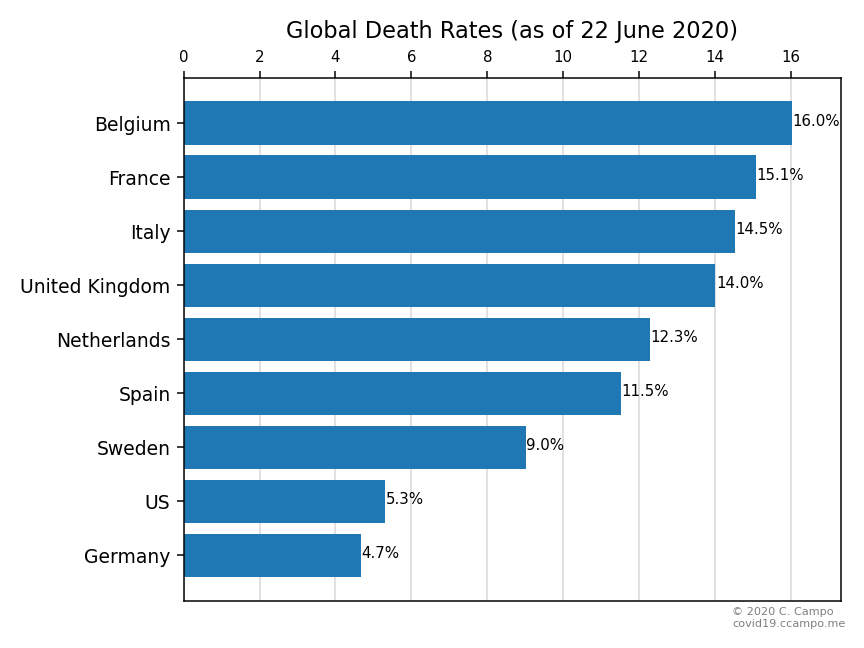 Global Death Rates (as of 22 June 2020)
0 2 4 6 8 10 12 14 16
Belgium 16.0%
France 15.1%
Italy 14.5%
United Kingdom 14.0%
Netherlands 12.3%
Spain 11.5%
Sweden 9.0%
US 5.3%
Germany 4.7%
© 2020 C. Campo
covid19.ccampo.me